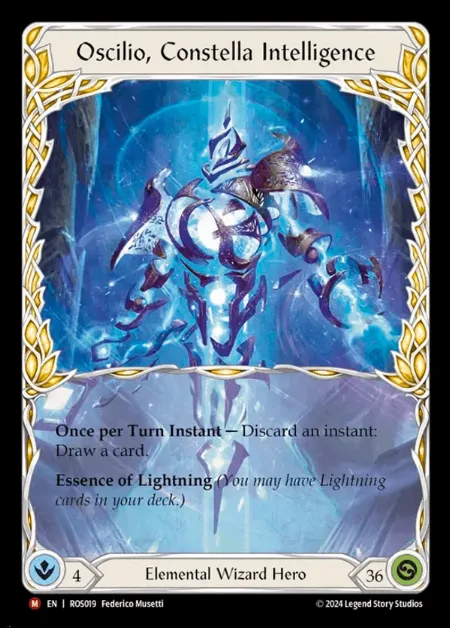 Oscilio, Constella Intelligence
Once per Turn Instant — Discard an instant:
Draw a card.
Essence of Lightning (You may have Lightning
cards in your deck.)
4
Elemental Wizard Hero
36
M EN | ROS019 Federico Musetti
© 2024 Legend Story Studios